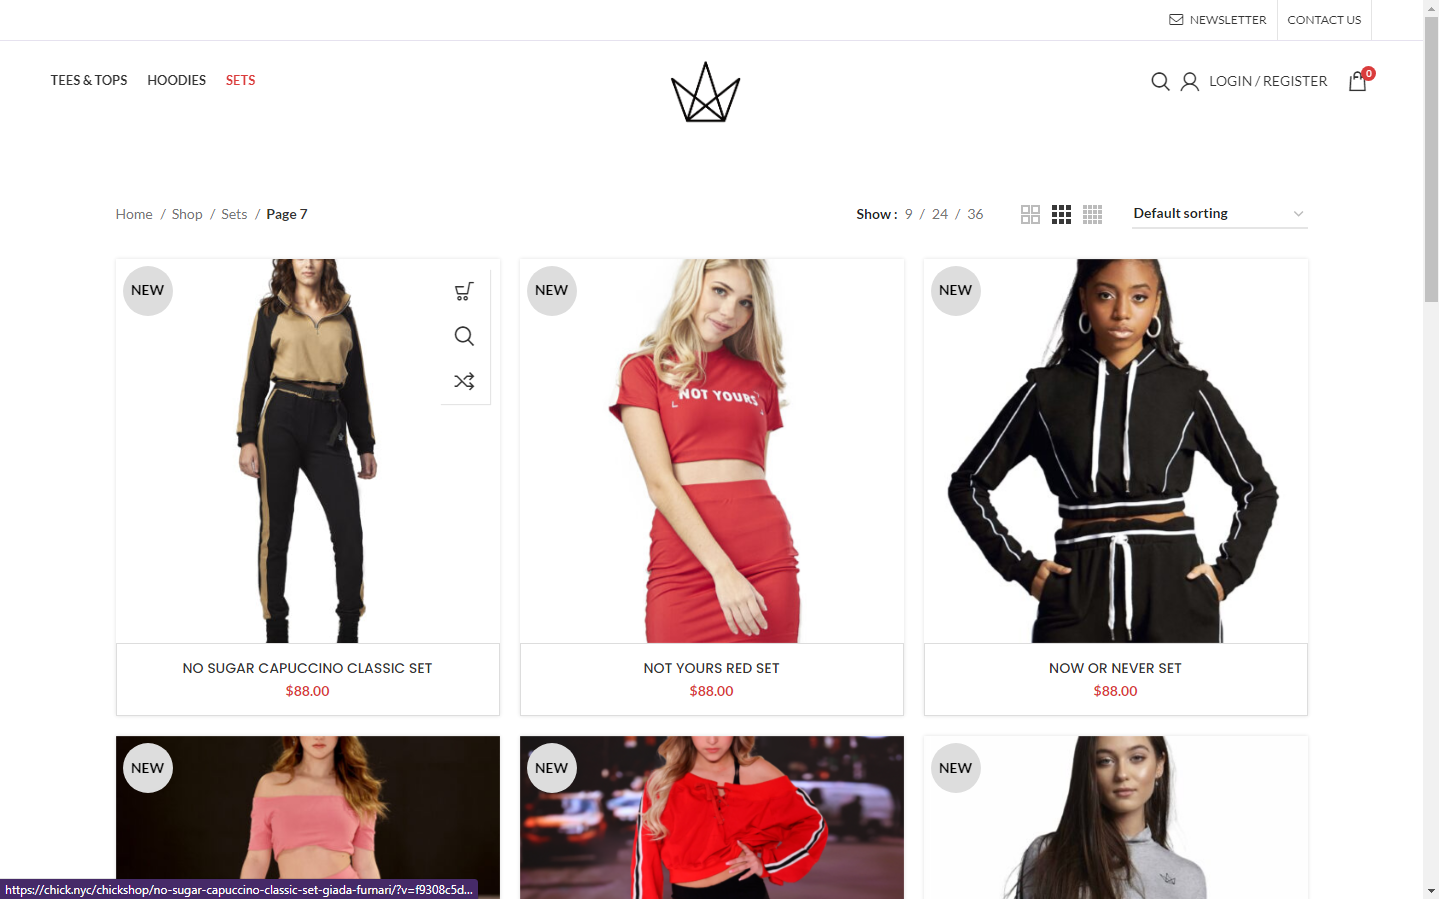 NEWSLETTER
CONTACT US
TEES & TOPS
HOODIES
SETS
LOGIN / REGISTER
0
Home / Shop / Sets / Page 7
Show : 9 / 24 / 36
Default sorting
NEW
NEW
NOT YOURS
NEW
NO SUGAR CAPUCCINO CLASSIC SET
$88.00
NOT YOURS RED SET
$88.00
NOW OR NEVER SET
$88.00
NEW
NEW
NEW
https://chick.nyc/chickshop/no-sugar-capuccino-classic-set-giada-furnari/?v=f9308c5d...